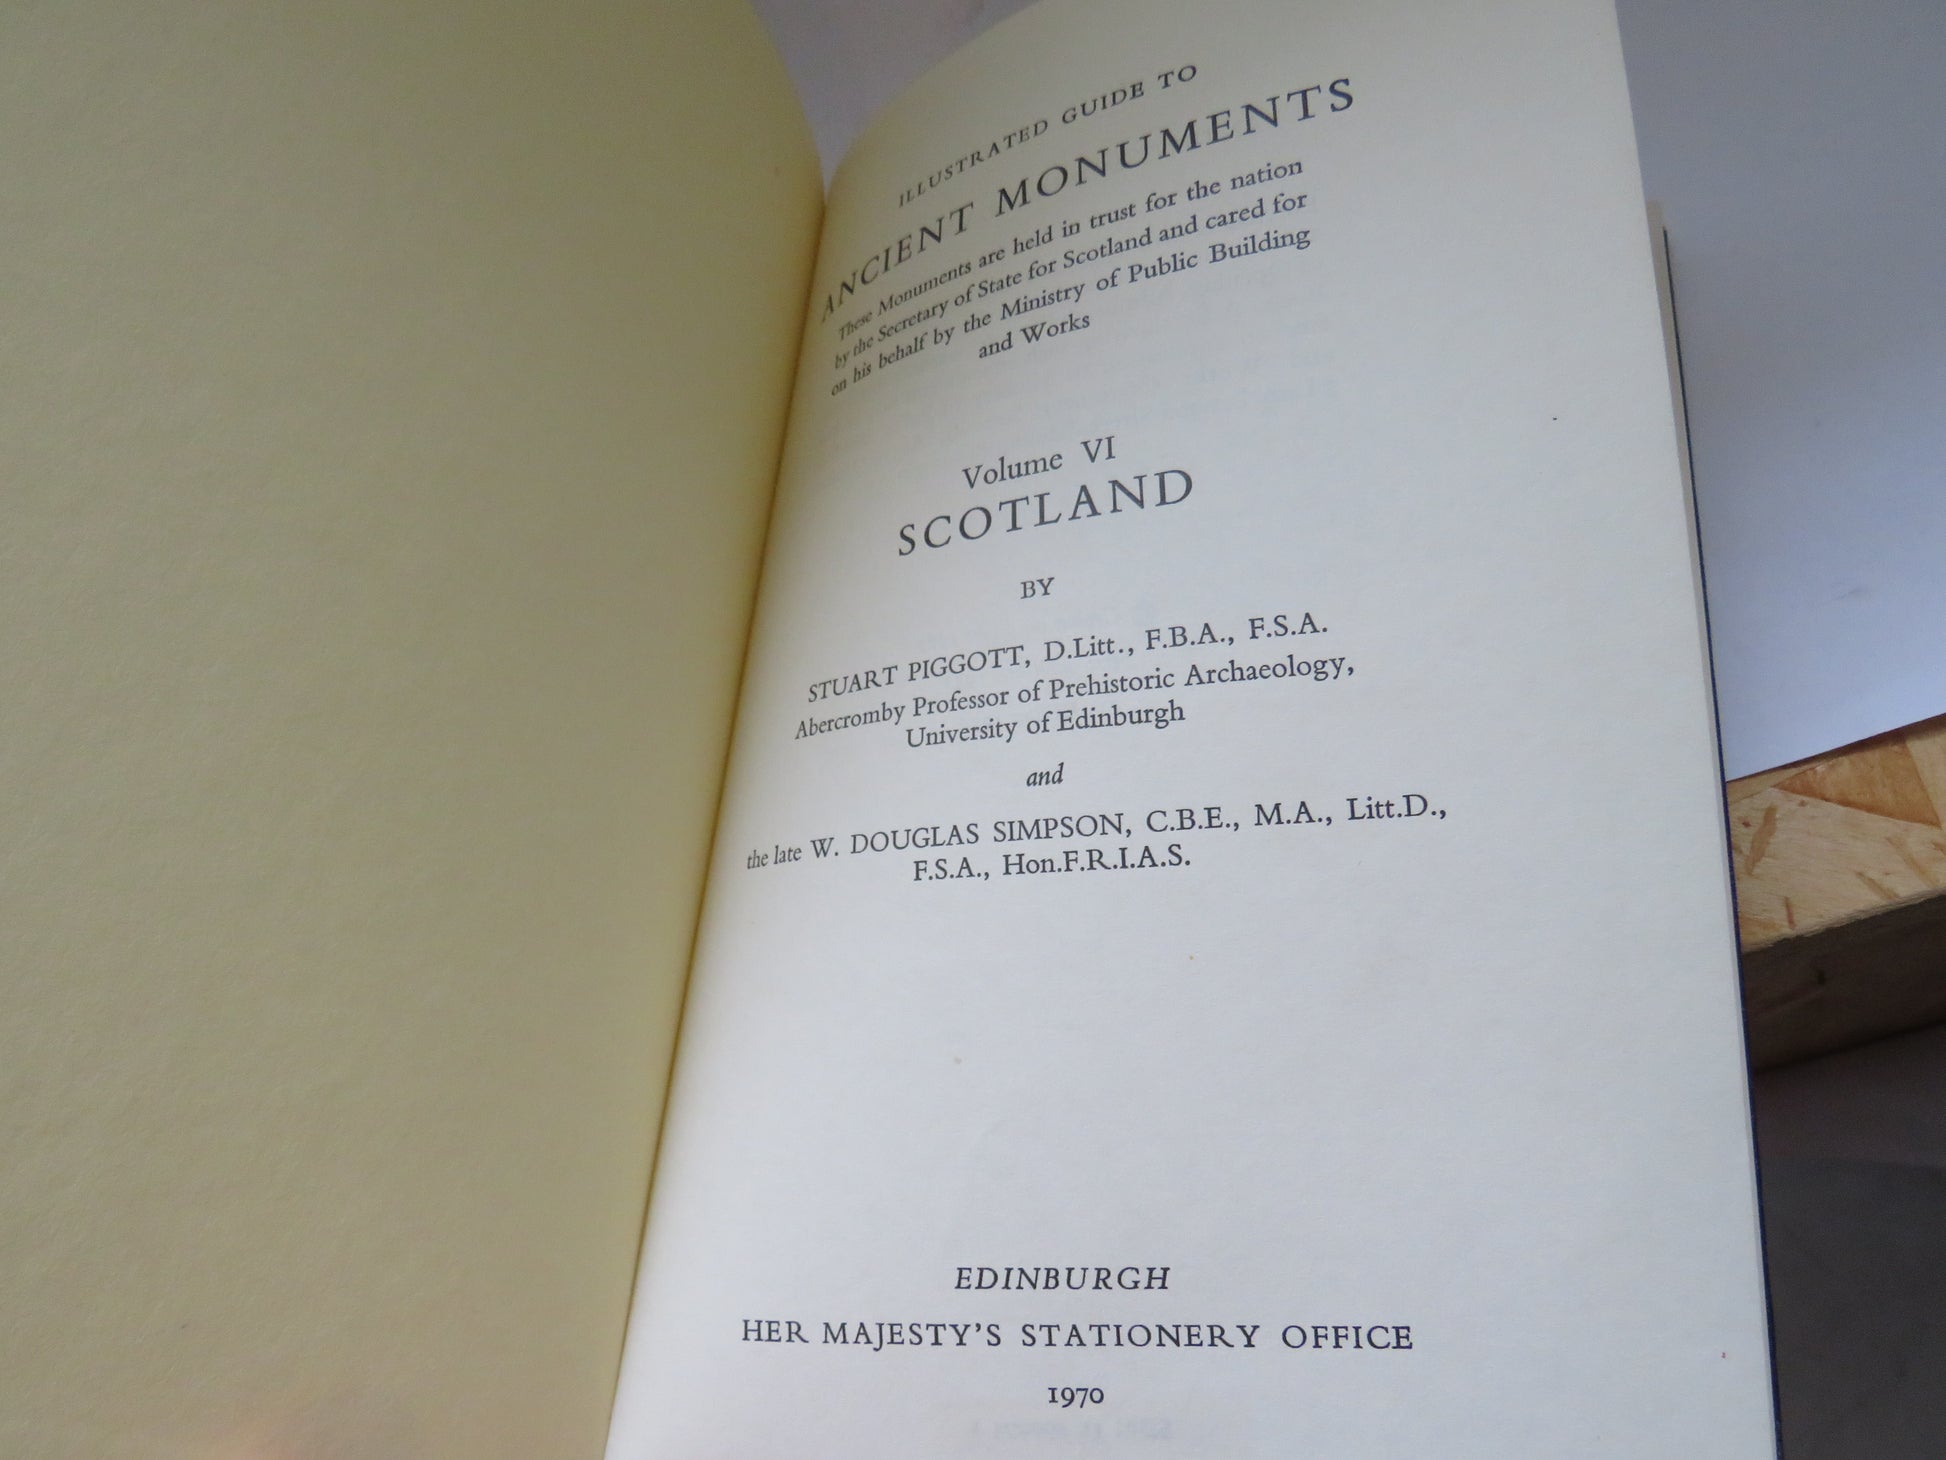 ILLUSTRATED GUIDE TO
ANCIENT MONUMENTS
These Monuments are held in trust for the nation
by the Secretary of State for Scotland and cared for
on his behalf by the Ministry of Public Building
and Works
Volume VI
SCOTLAND
BY
STUART PIGGOTT, D.Litt., F.B.A., F.S.A.
Abercromby Professor of Prehistoric Archaeology,
University of Edinburgh
and
the late W. DOUGLAS SIMPSON, C.B.E., M.A., Litt.D.,
F.S.A., Hon.F.R.I.A.S.
EDINBURGH
HER MAJESTY'S STATIONERY OFFICE
1970